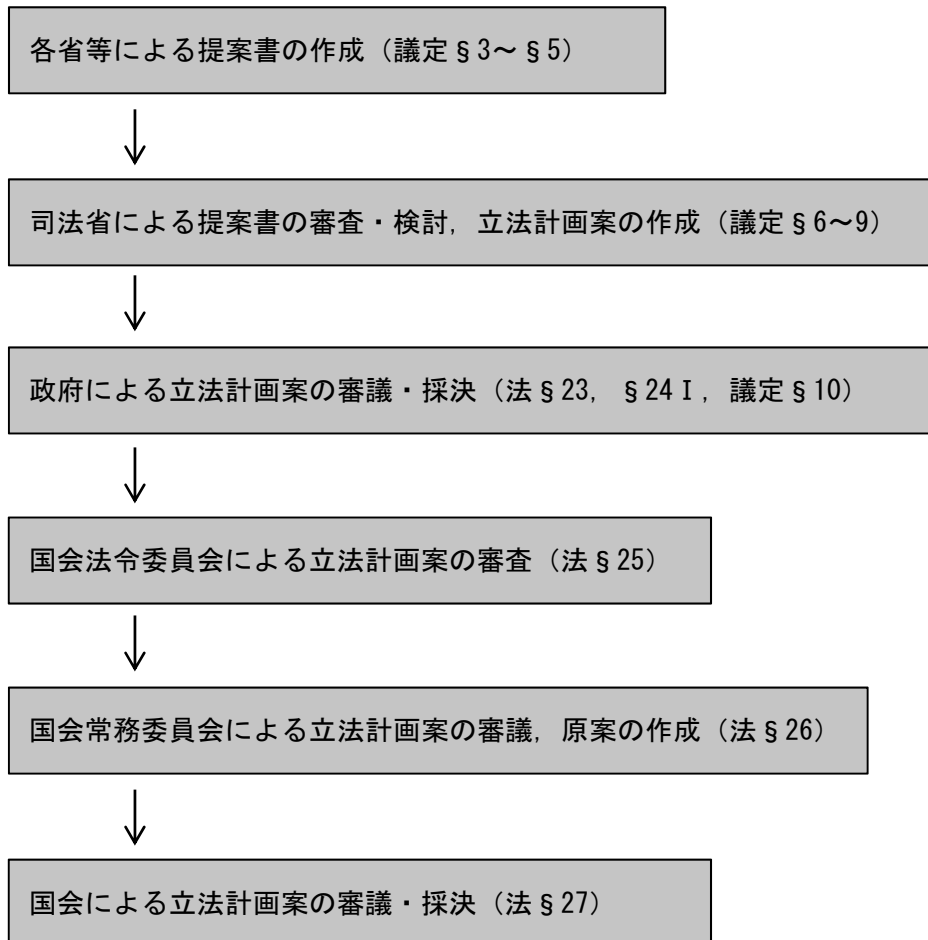 各省等による提案書の作成（議定§3～§5）
司法省による提案書の審査・検討，立法計画案の作成（議定§6～9）
政府による立法計画案の審議・採決（法§23，§24Ⅰ，議定§10）
国会法令委員会による立法計画案の審査（法§25）
国会常務委員会による立法計画案の審議，原案の作成（法§26）
国会による立法計画案の審議・採決（法§27）